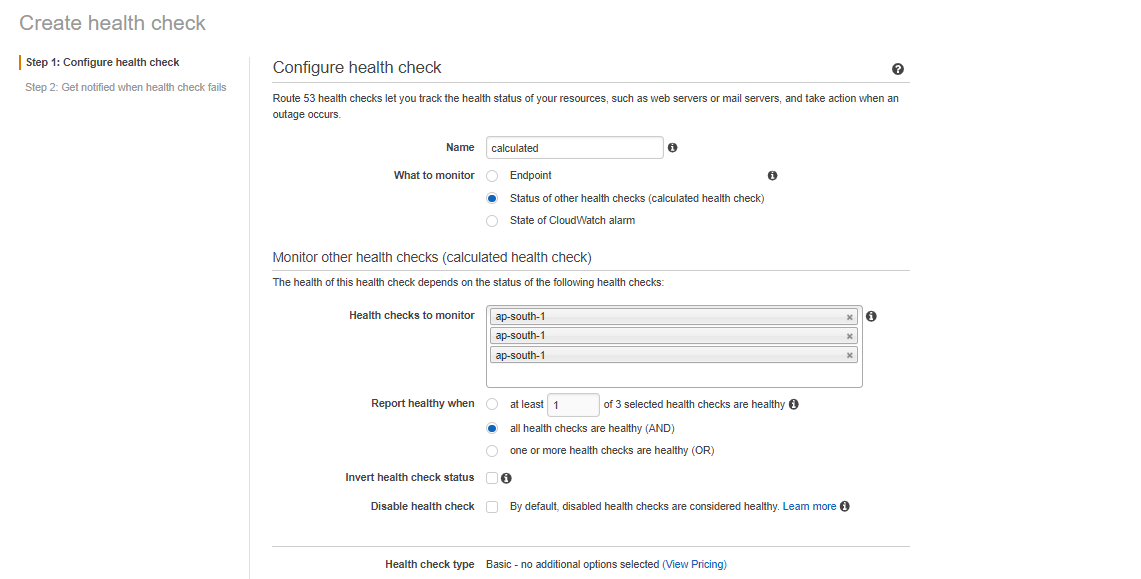 Create health check
Step 1: Configure health check
Step 2: Get notified when health check fails
Configure health check
Route 53 health checks let you track the health status of your resources, such as web servers or mail servers, and take action when an
outage occurs.
Name calculated
What to monitor Endpoint
Status of other health checks (calculated health check)
State of CloudWatch alarm
Monitor other health checks (calculated health check)
The health of this health check depends on the status of the following health checks:
Health checks to monitor ap-south-1
ap-south-1
ap-south-1
Report healthy when at least 1 of 3 selected health checks are healthy
all health checks are healthy (AND)
one or more health checks are healthy (OR)
Invert health check status
Disable health check By default, disabled health checks are considered healthy. Learn more
Health check type Basic - no additional options selected (View Pricing)